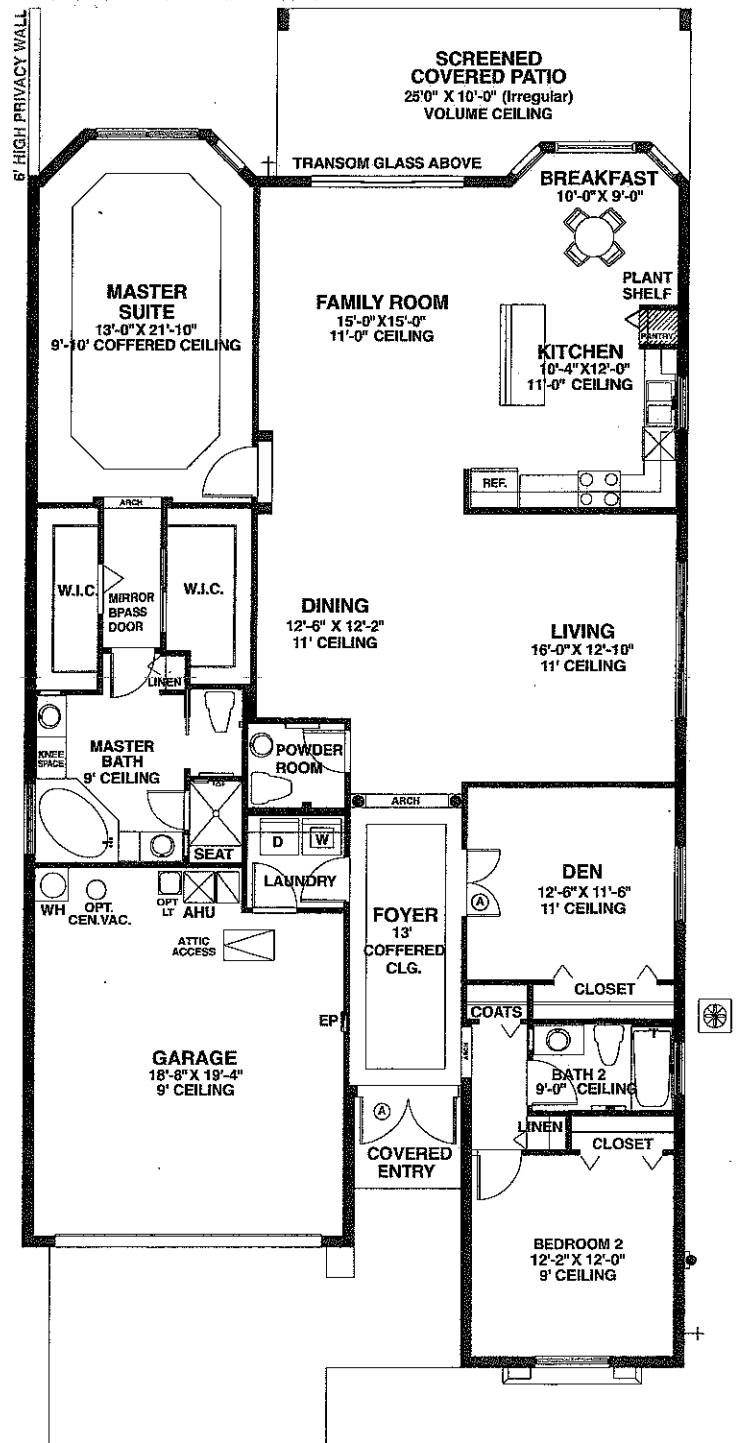 6' HIGH PRIVACY WALL
SCREENED
COVERED PATIO
25'0" X 10'-0" (Irregular)
VOLUME CEILING
TRANSOM GLASS ABOVE
BREAKFAST
10'-0" X 9'-0"
PLANT
SHELF
PANTRY
MASTER
SUITE
13'-0" X 21'-10"
9'-10' COFFERED CEILING
FAMILY ROOM
15'-0"X15'-0"
11'-0" CEILING
KITCHEN
10'-4"X12'-0"
11'-0" CEILING
REF.
ARCH
W.I.C.
MIRROR
BPASS
DOOR
W.I.C.
LINEN
DINING
12'-6" X 12'-2"
11' CEILING
LIVING
16'-0" X 12'-10"
11' CEILING
KNEE
SPACE
MASTER
BATH
9' CEILING
POWDER
ROOM
SEAT
ARCH
D
W
LAUNDRY
DEN
12'-6" X 11'-6"
11' CEILING
A
CLOSET
WH
OPT.
CEN.VAC.
OPT
LT
AHU
ATTIC
ACCESS
FOYER
13'
COFFERED
CLG.
COATS
EP
ARCH
GARAGE
18'-8" X 19'-4"
9' CEILING
BATH 2
9'-0" CEILING
LINEN
CLOSET
A
COVERED
ENTRY
BEDROOM 2
12'-2" X 12'-0"
9' CEILING